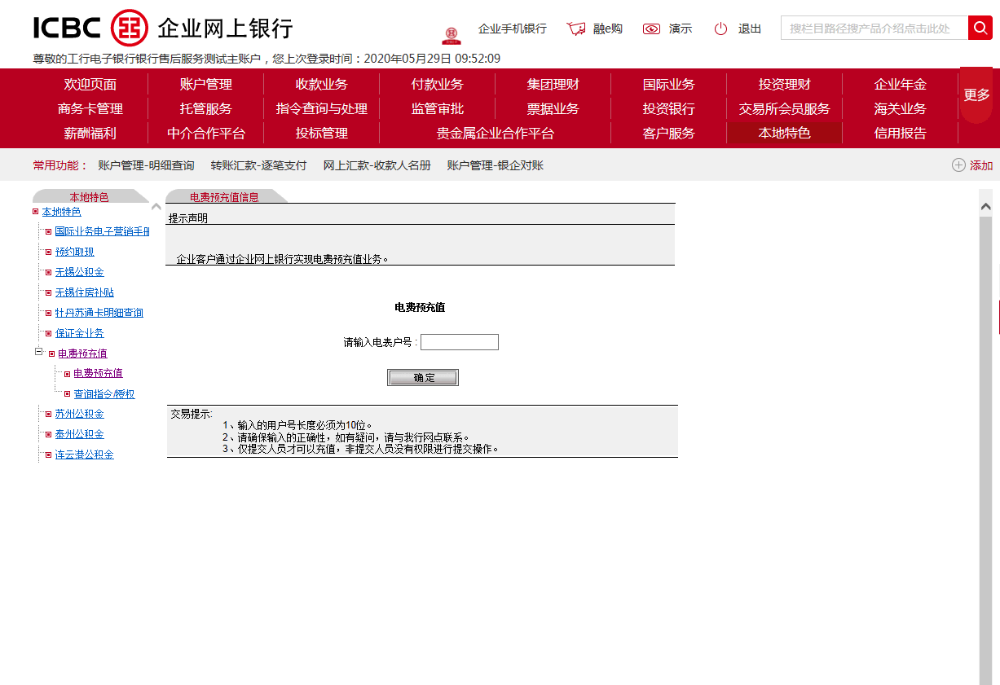 ICBC 企业网上银行 企业手机银行 融e购 演示 退出 搜栏目路径搜产品介绍点击此处
尊敬的工行电子银行银行售后服务测试主账户，您上次登录时间：2020年05月29日 09:52:09
欢迎页面 账户管理 收款业务 付款业务 集团理财 国际业务 投资理财 企业年金 更多
商务卡管理 托管服务 指令查询与处理 监管审批 票据业务 投资银行 交易所会员服务 海关业务
薪酬福利 中介合作平台 投标管理 贵金属企业合作平台 客户服务 本地特色 信用报告
常用功能： 账户管理-明细查询 转账汇款-逐笔支付 网上汇款-收款人名册 账户管理-银企对账 添加
本地特色
本地特色
国际业务电子营销手册
预约取现
无锡公积金
无锡住房补贴
牡丹苏通卡明细查询
保证金业务
电费预充值
电费预充值
查询指令/授权
苏州公积金
泰州公积金
连云港公积金
电费预充值信息
提示声明
企业客户通过企业网上银行实现电费预充值业务。
电费预充值
请输入电表户号 :
确 定
交易提示:
1、输入的用户号长度必须为10位。
2、请确保输入的正确性，如有疑问，请与我行网点联系。
3、仅提交人员才可以充值，非提交人员没有权限进行提交操作。